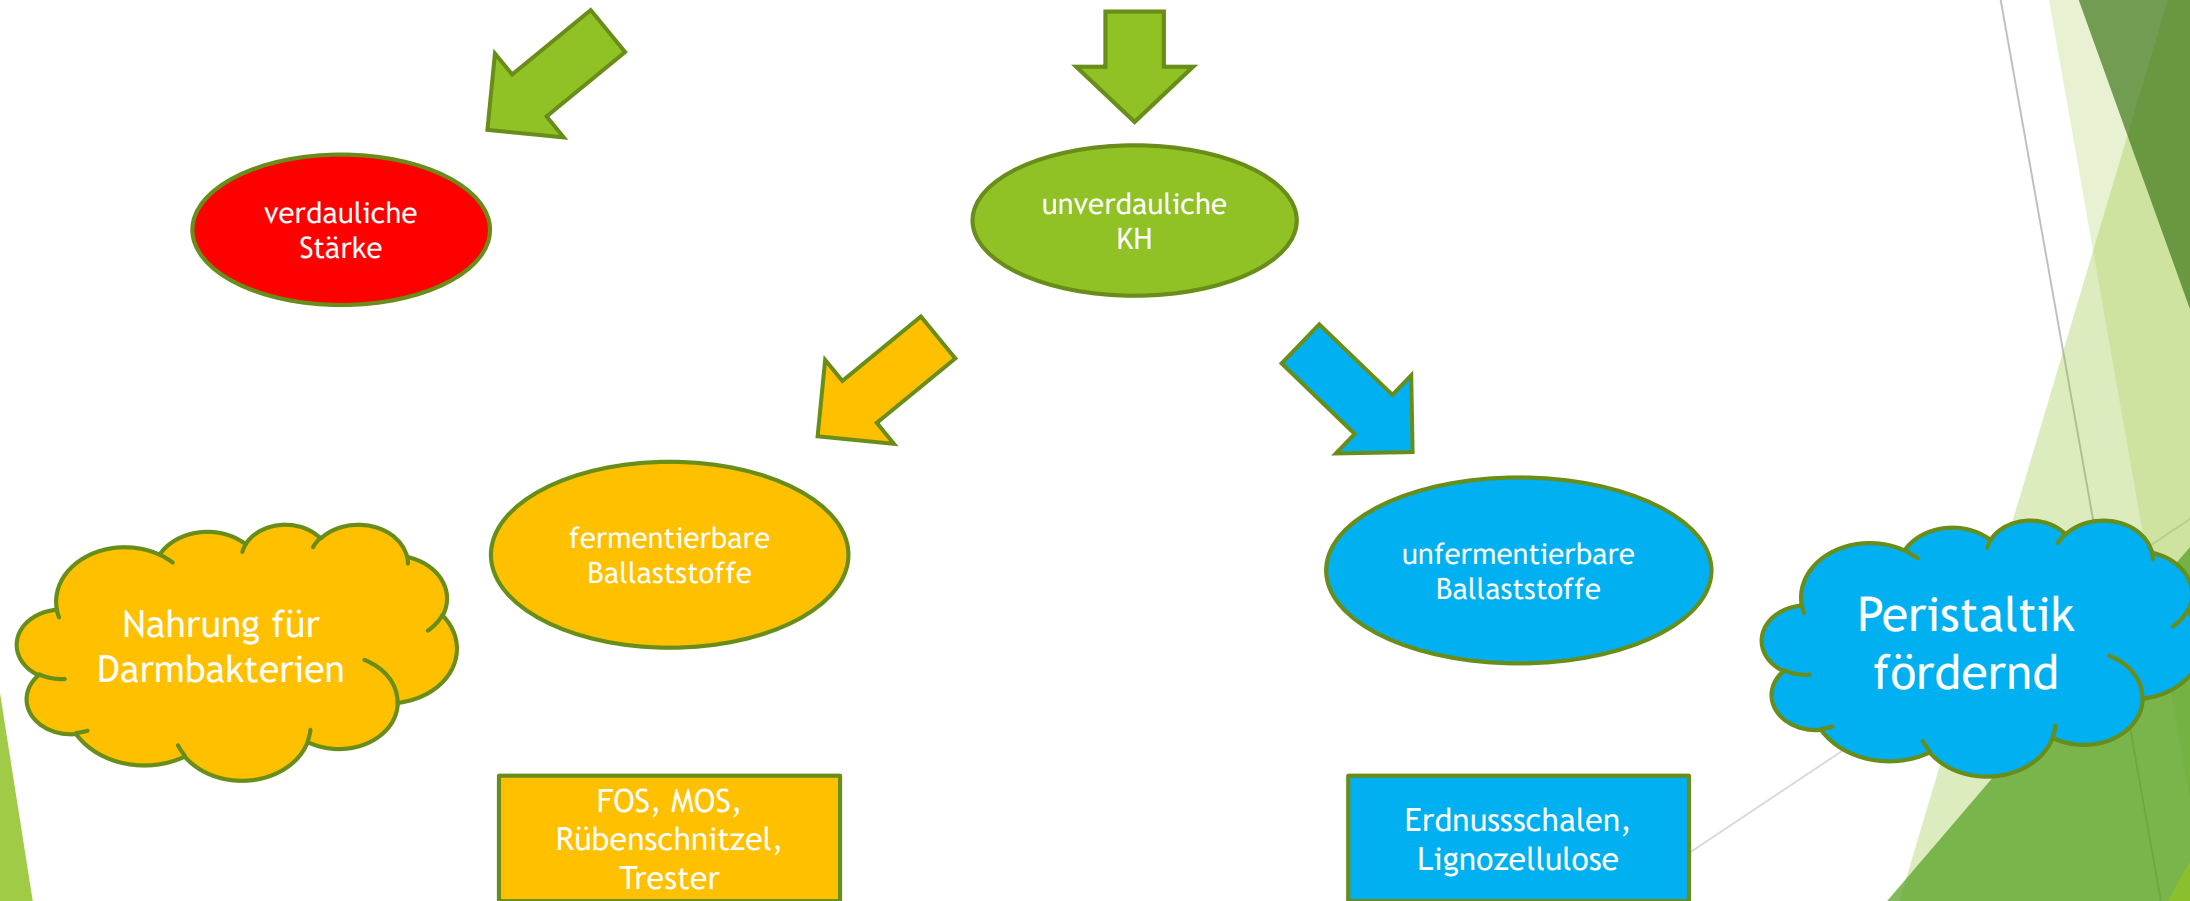 verdauliche
Stärke
unverdauliche
KH
fermentierbare
Ballaststoffe
unfermentierbare
Ballaststoffe
Nahrung für
Darmbakterien
Peristaltik
fördernd
FOS, MOS,
Rübenschnitzel,
Trester
Erdnussschalen,
Lignozellulose